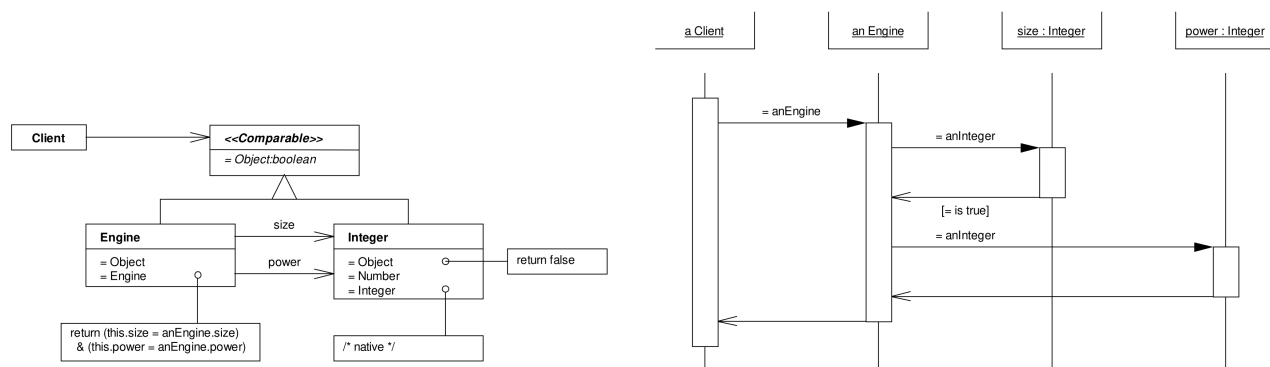 Client
<<Comparable>>
= Object:boolean
Engine
= Object
= Engine
size
power
Integer
= Object
= Number
= Integer
return false
return (this.size = anEngine.size)
& (this.power = anEngine.power)
/* native */
a Client
an Engine
size : Integer
power : Integer
= anEngine
= anInteger
[= is true]
= anInteger